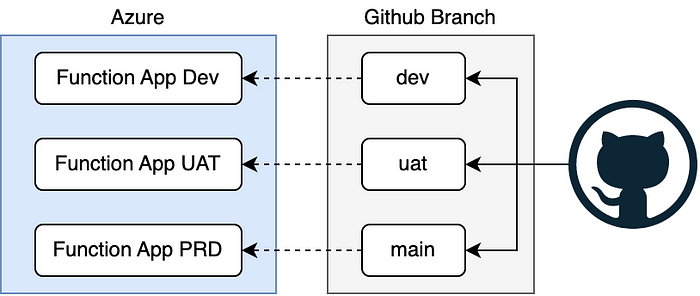 Azure
Github Branch
Function App Dev
dev
Function App UAT
uat
Function App PRD
main